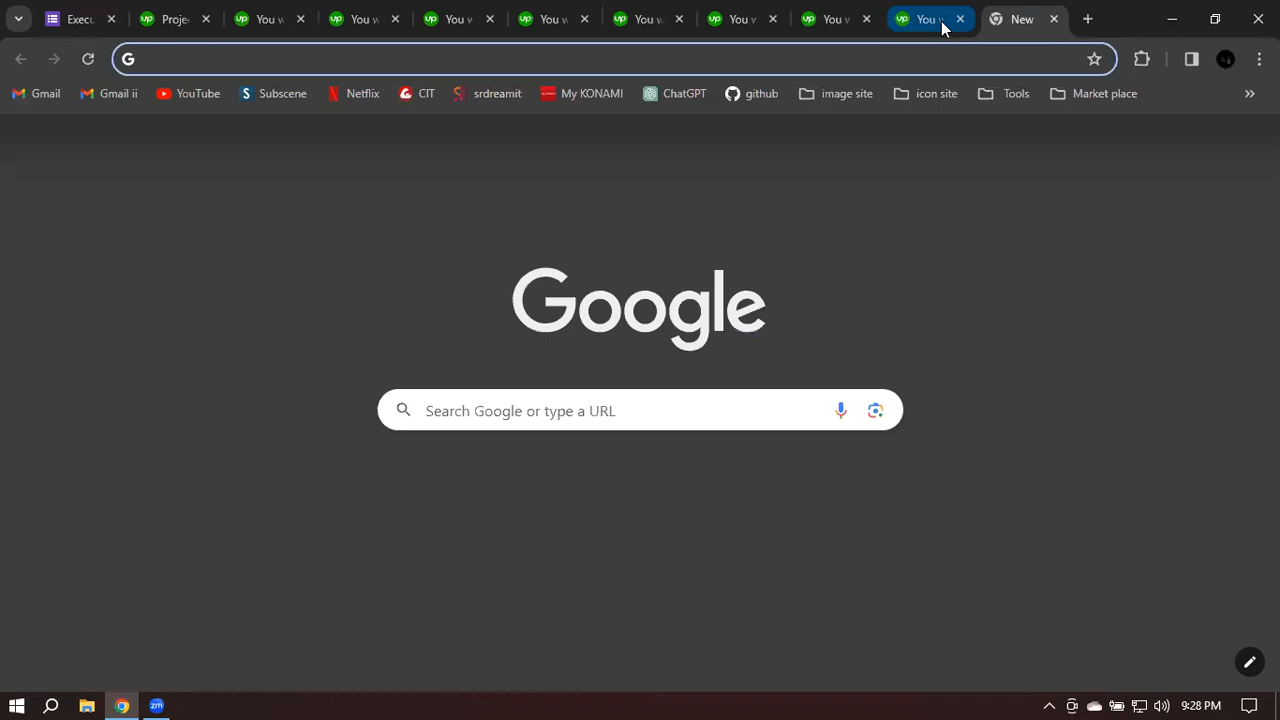 Execu Proje You w You w You w You w You w You w You w You w New
Gmail Gmail ii YouTube Subscene Netflix CIT srdreamit My KONAMI ChatGPT github image site icon site Tools Market place
Google
Search Google or type a URL
9:28 PM